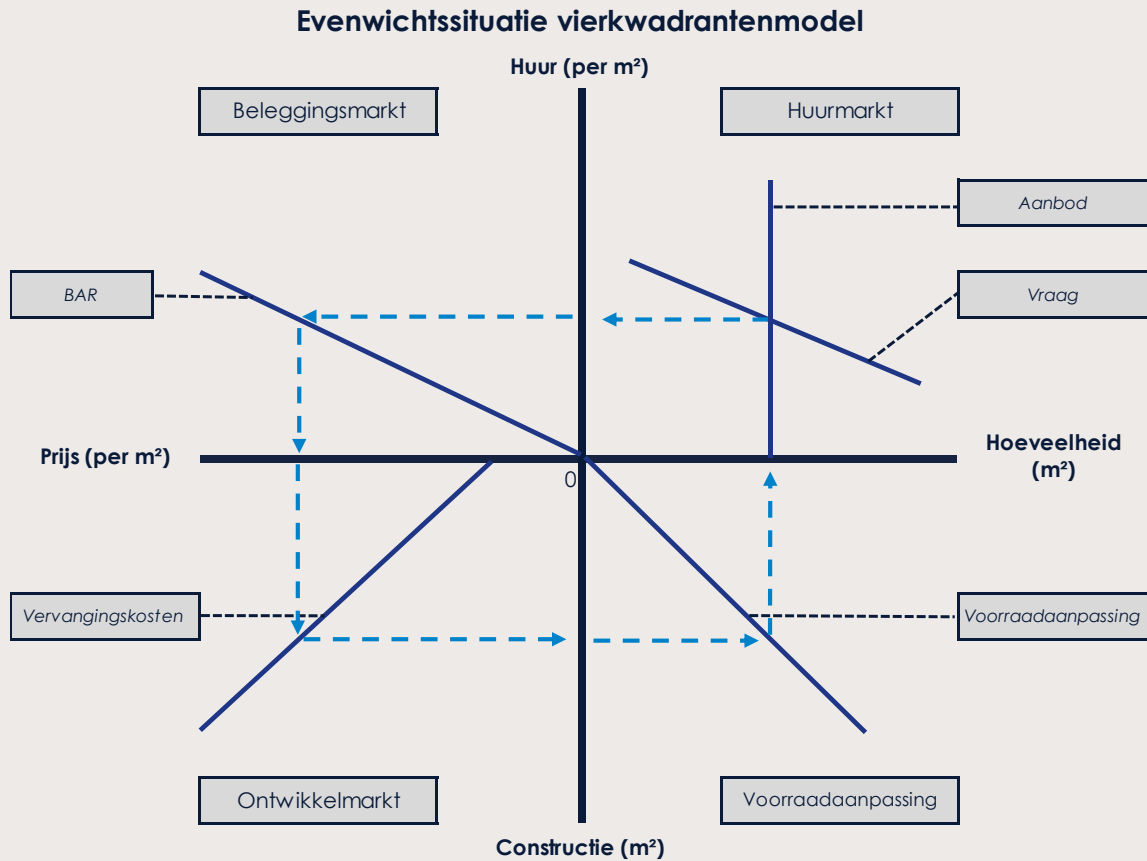 Evenwichtssituatie vierkwadrantenmodel
Huur (per m²)
Beleggingsmarkt
Huurmarkt
Aanbod
BAR
Vraag
Prijs (per m²)
Hoeveelheid
(m²)
0
Vervangingskosten
Voorraadaanpassing
Ontwikkelmarkt
Voorraadaanpassing
Constructie (m²)